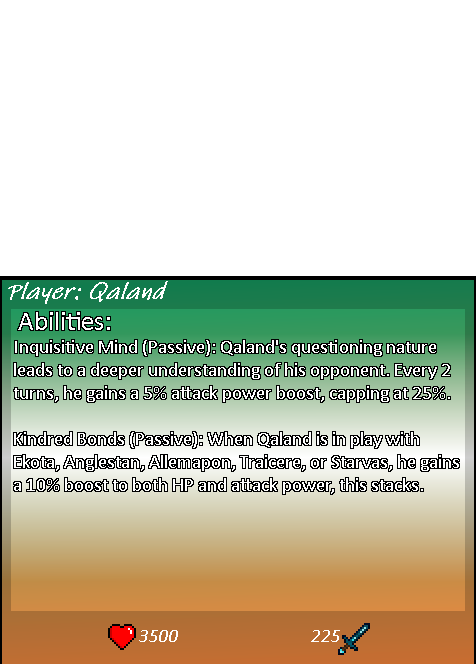 Player: Qaland
Abilities:
Inquisitive Mind (Passive): Qaland's questioning nature
leads to a deeper understanding of his opponent. Every 2
turns, he gains a 5% attack power boost, capping at 25%.
Kindred Bonds (Passive): When Qaland is in play with
Ekota, Anglestan, Allemapon, Traicere, or Starvas, he gains
a 10% boost to both HP and attack power, this stacks.
3500 225